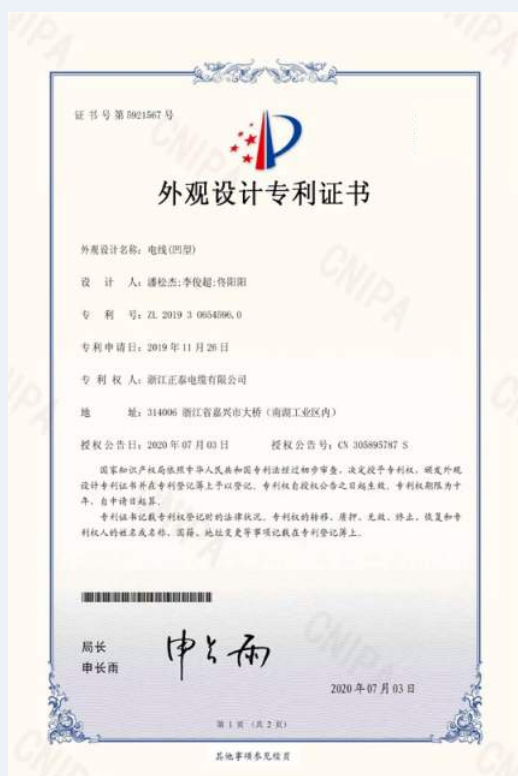 证书号第5921567号
外观设计专利证书
外观设计名称：电线(凹型)
设计人：潘松杰;李俊超;佟阳阳
专利号：ZL 2019 3 0654596.0
专利申请日：2019年11月26日
专利权人：浙江正泰电缆有限公司
地址：314006 浙江省嘉兴市大桥（南湖工业区内）
授权公告日：2020年07月03日 授权公告号：CN 305895787 S
国家知识产权局依照中华人民共和国专利法经过初步审查，决定授予专利权，颁发外观
设计专利证书并在专利登记簿上予以登记。专利权自授权公告之日起生效。专利权期限为十
年，自申请日起算。
专利证书记载专利权登记时的法律状况。专利权的转移、质押、无效、终止、恢复和专
利权人的姓名或名称、国籍、地址变更等事项记载在专利登记簿上。
局长
申长雨
申长雨
2020年07月03日
第 1 页（共 2 页）
其他事项参见续页
CNIPA
CNIPA
CNIPA
CNIPA